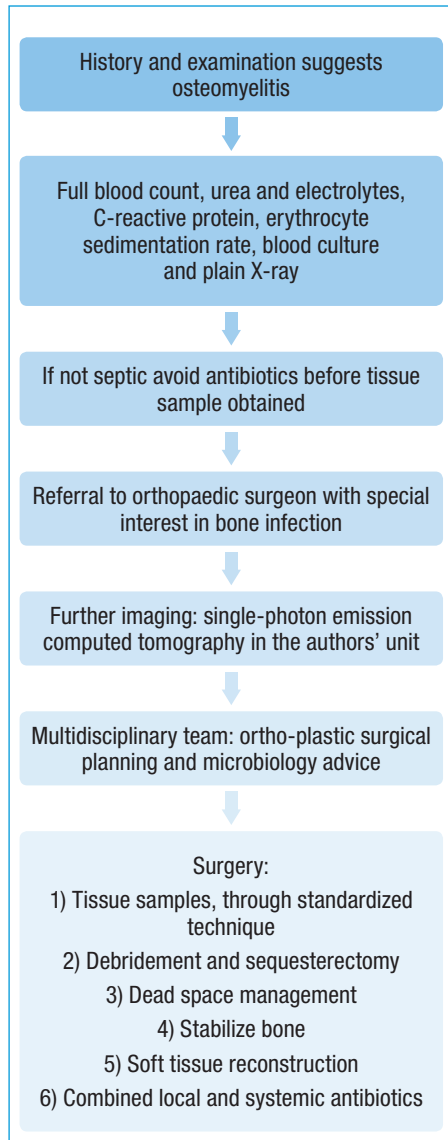 History and examination suggests
osteomyelitis
Full blood count, urea and electrolytes,
C-reactive protein, erythrocyte
sedimentation rate, blood culture
and plain X-ray
If not septic avoid antibiotics before tissue
sample obtained
Referral to orthopaedic surgeon with special
interest in bone infection
Further imaging: single-photon emission
computed tomography in the authors' unit
Multidisciplinary team: ortho-plastic surgical
planning and microbiology advice
Surgery:
1) Tissue samples, through standardized
technique
2) Debridement and sequesterectomy
3) Dead space management
4) Stabilize bone
5) Soft tissue reconstruction
6) Combined local and systemic antibiotics